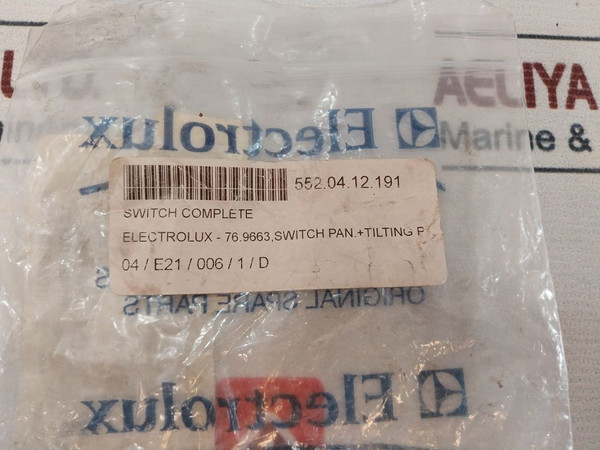 Electrolux
AELIYA
Marine &
552.04.12.191
SWITCH COMPLETE
ELECTROLUX - 76.9663,SWITCH PAN.+TILTING P
04 / E21 / 006 / 1 / D
ORIGINAL SPARE PARTS
Electrolux